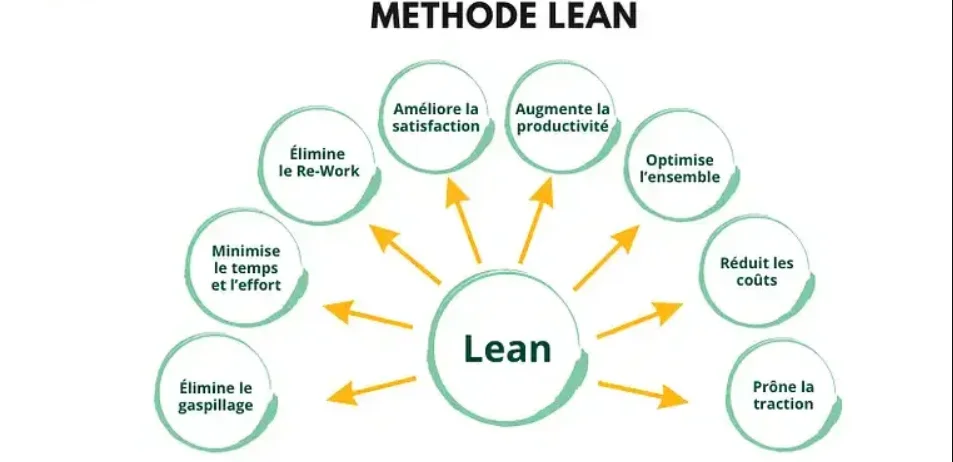 METHODE LEAN
Améliore la
satisfaction
Augmente la
productivité
Élimine
le Re-Work
Optimise
l'ensemble
Minimise
le temps
et l'effort
Réduit les
coûts
Lean
Élimine le
gaspillage
Prône la
traction